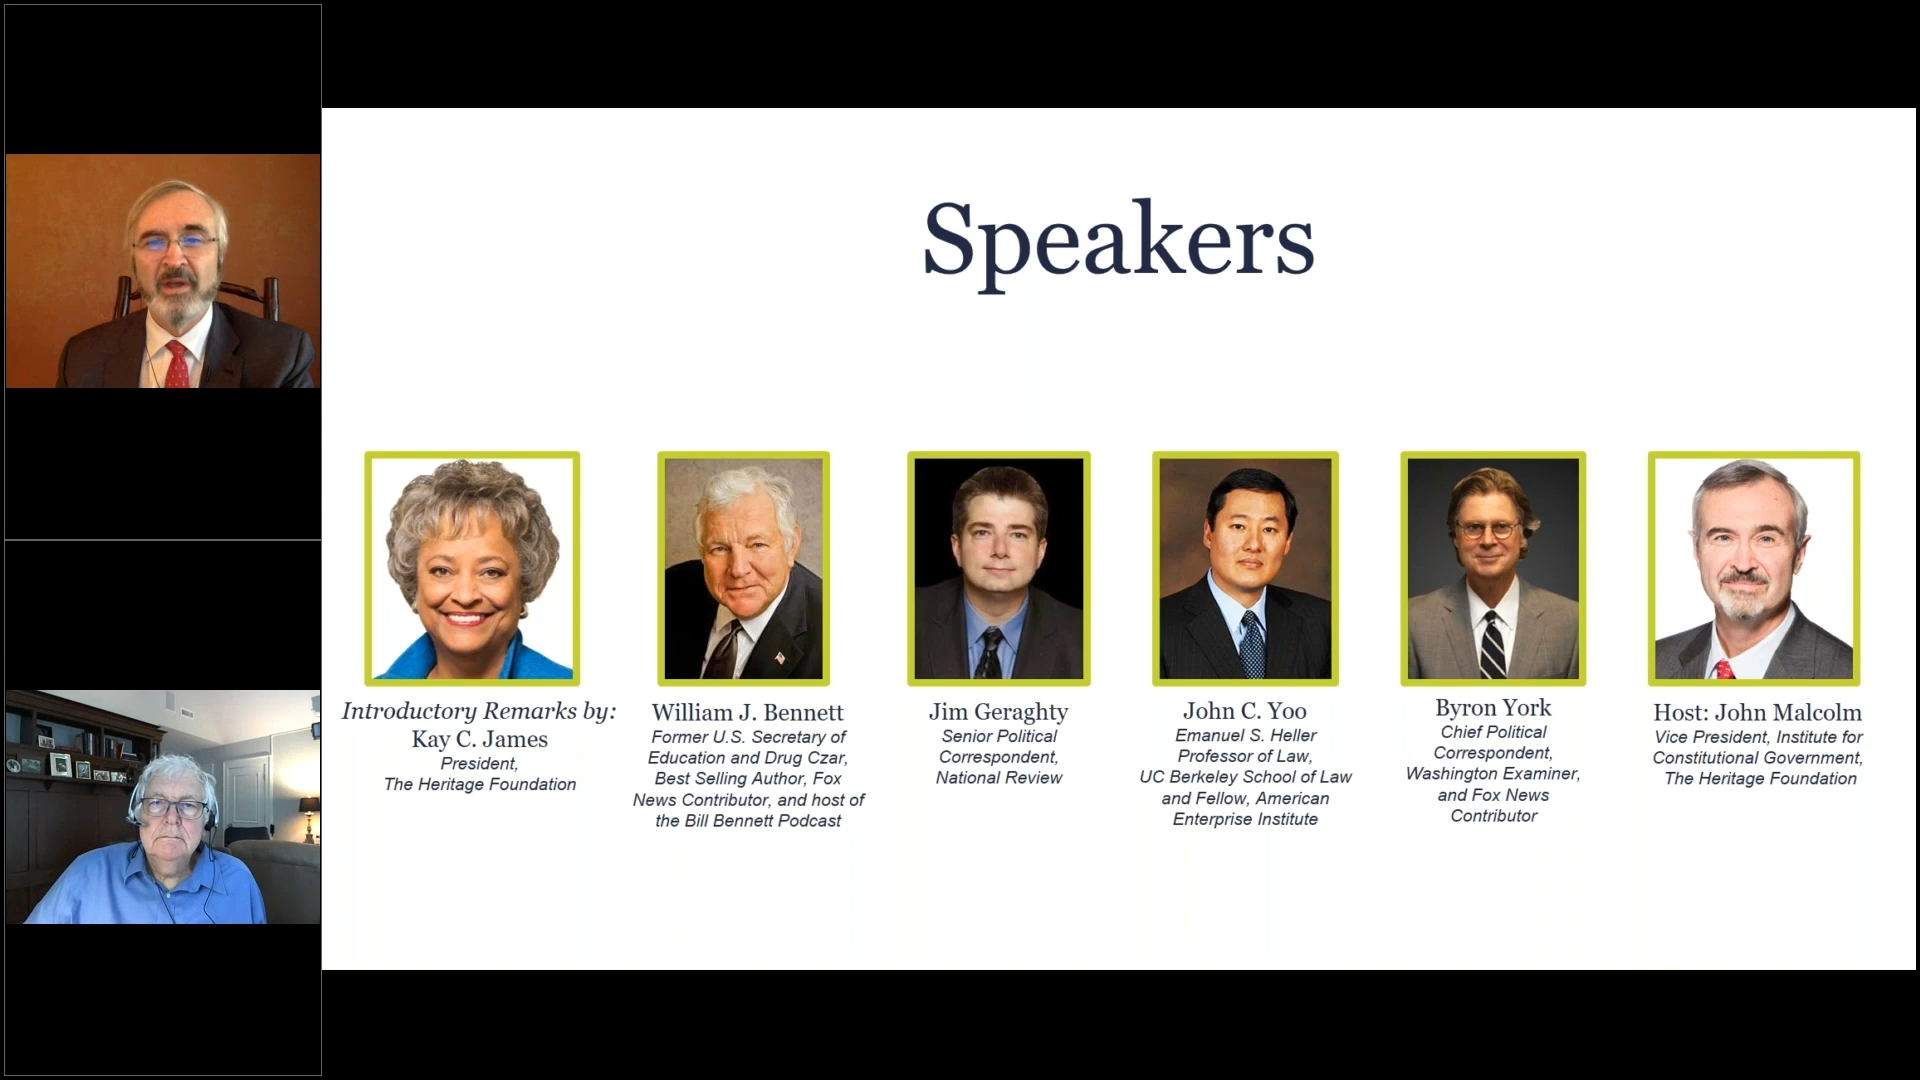 Speakers
Introductory Remarks by:
Kay C. James
President,
The Heritage Foundation
William J. Bennett
Former U.S. Secretary of
Education and Drug Czar,
Best Selling Author, Fox
News Contributor, and host of
the Bill Bennett Podcast
Jim Geraghty
Senior Political
Correspondent,
National Review
John C. Yoo
Emanuel S. Heller
Professor of Law,
UC Berkeley School of Law
and Fellow, American
Enterprise Institute
Byron York
Chief Political
Correspondent,
Washington Examiner,
and Fox News
Contributor
Host: John Malcolm
Vice President, Institute for
Constitutional Government,
The Heritage Foundation